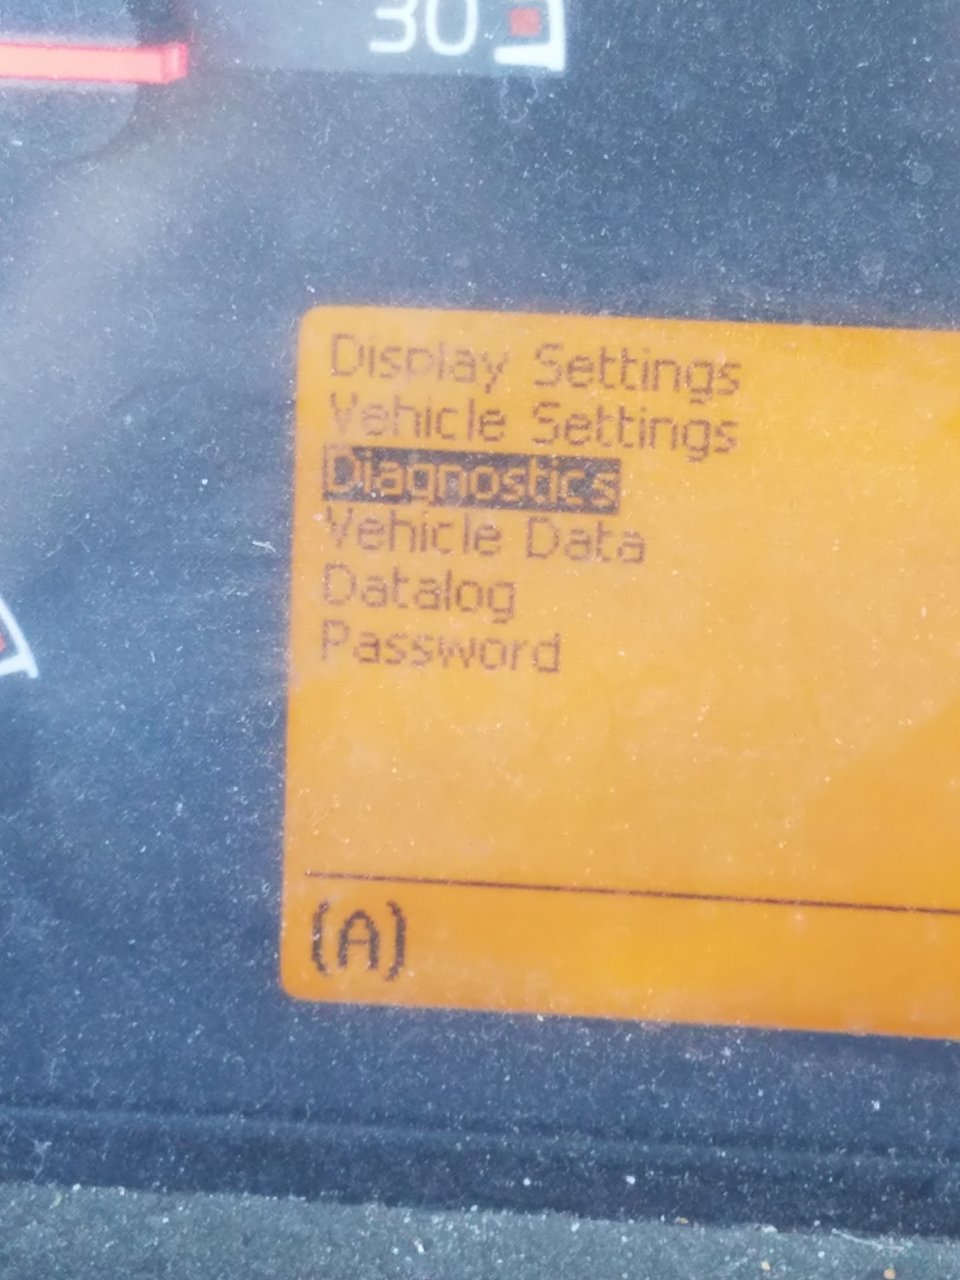 30
Display Settings
Vehicle Settings
Diagnostics
Vehicle Data
Datalog
Password
(A)